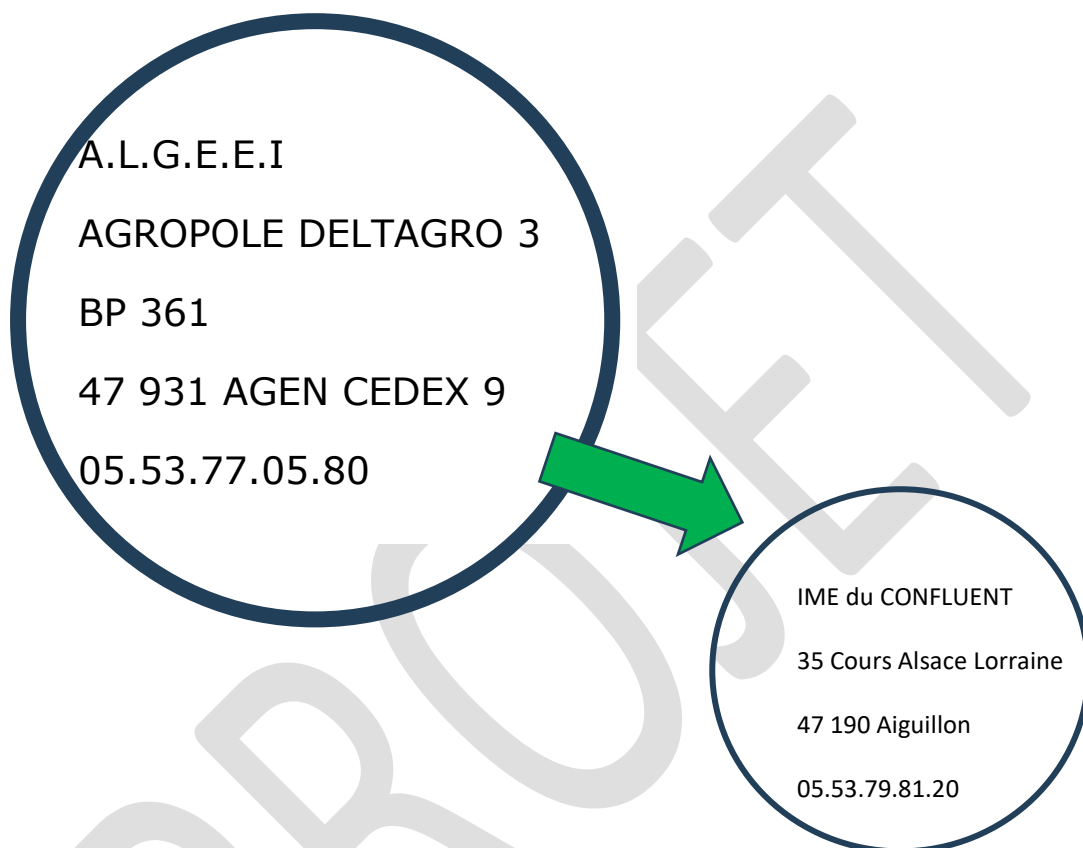 A.L.G.E.E.I
AGROPOLE DELTAGRO 3
BP 361
47 931 AGEN CEDEX 9
05.53.77.05.80
IME du CONFLUENT
35 Cours Alsace Lorraine
47 190 Aiguillon
05.53.79.81.20
PROJET